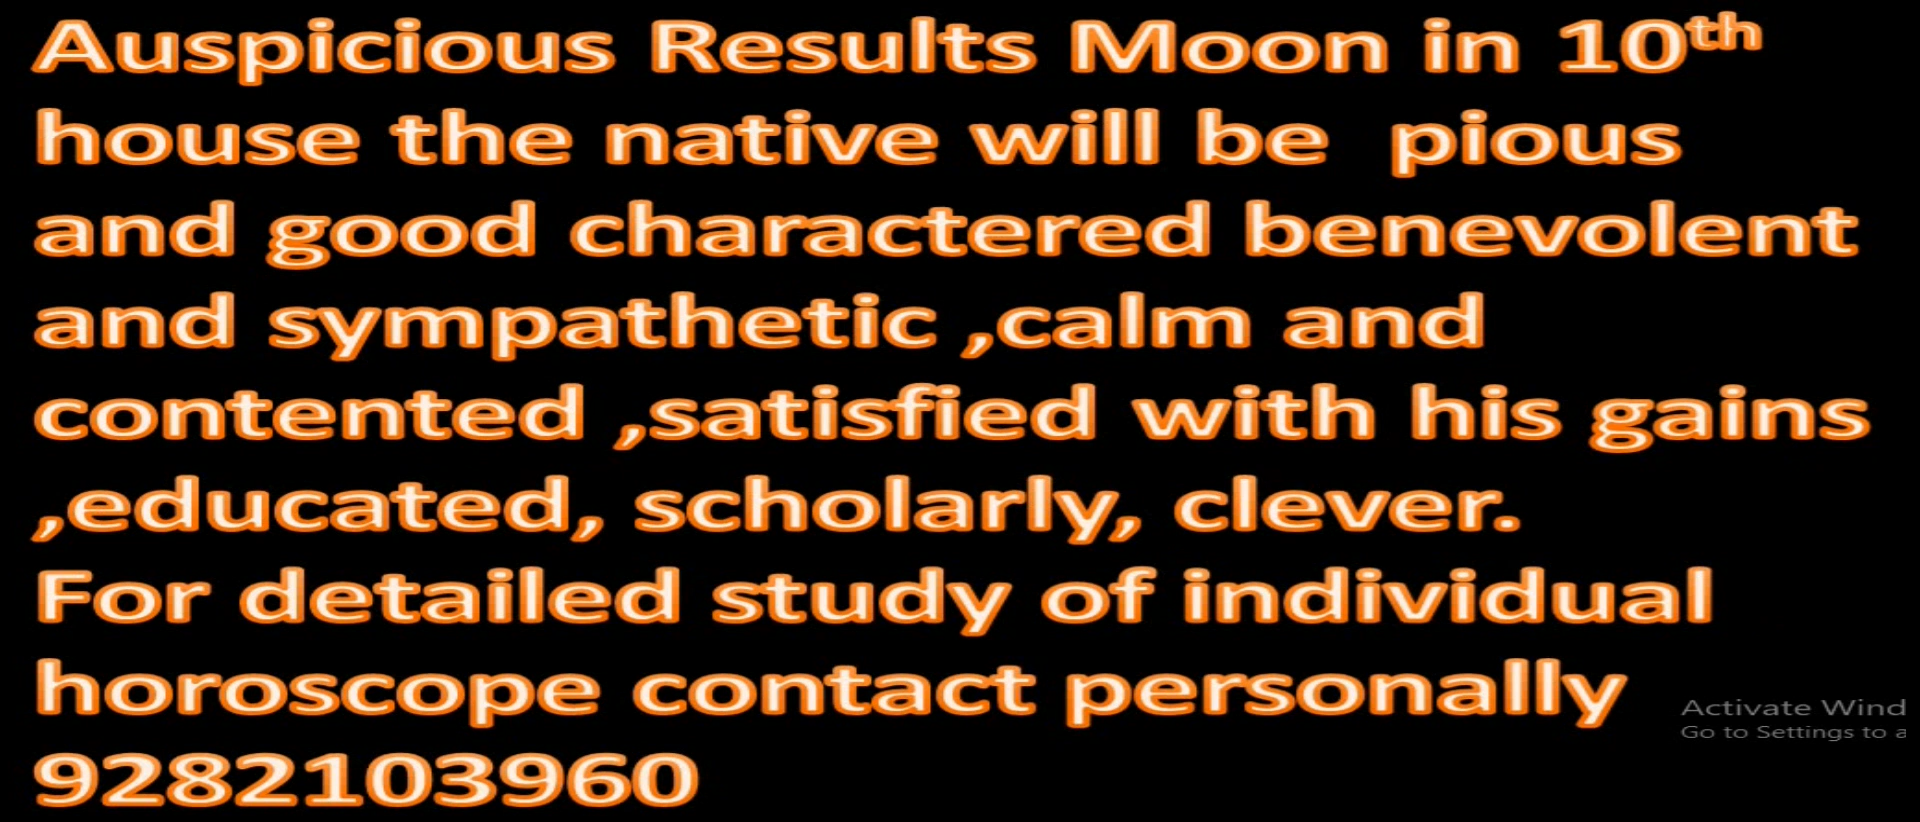 Auspicious Results Moon in 10th
house the native will be  pious
and good charactered benevolent
and sympathetic ,calm and
contented ,satisfied with his gains
,educated, scholarly, clever.
For detailed study of individual
horoscope contact personally
9282103960
Activate Wind
Go to Settings to a